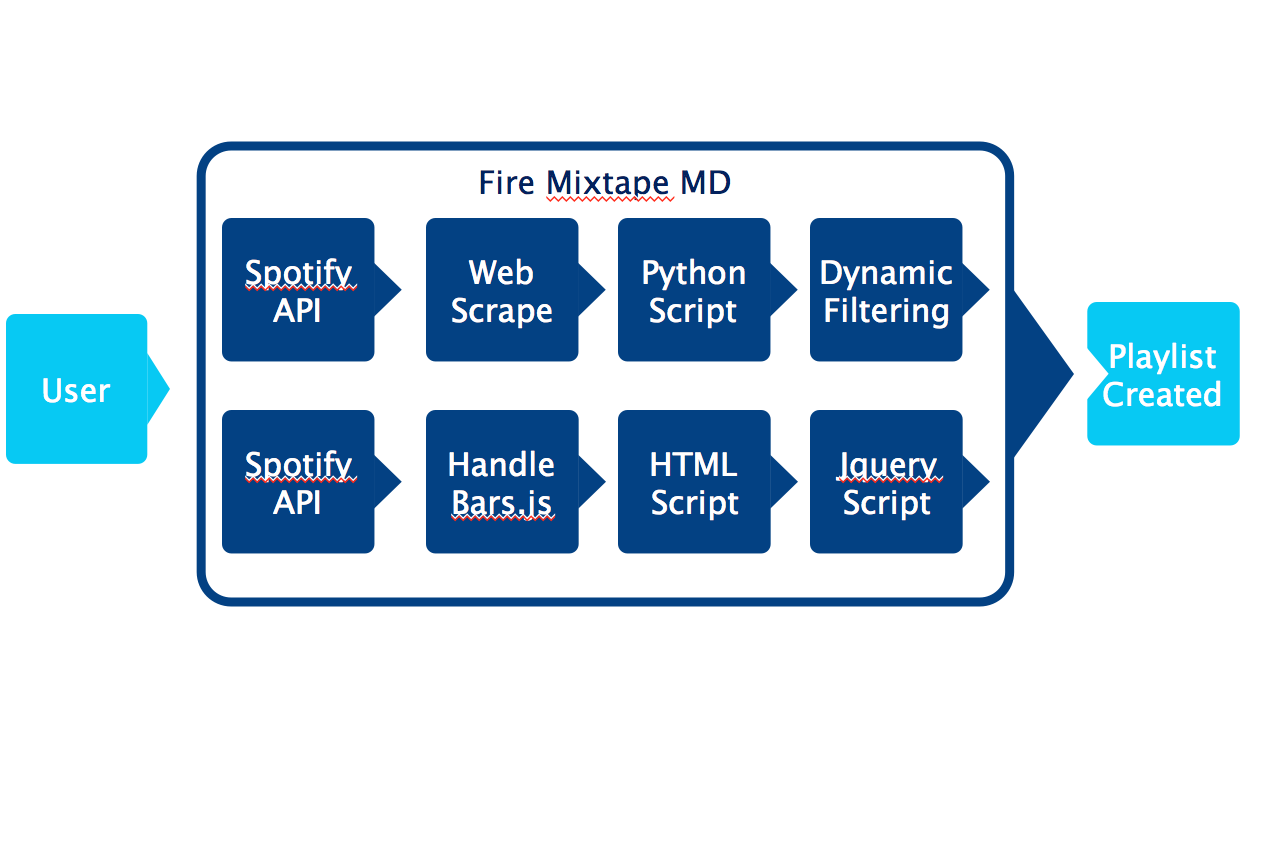 Fire Mixtape MD
User
Spotify
API
Web
Scrape
Python
Script
Dynamic
Filtering
Spotify
API
Handle
Bars.js
HTML
Script
Jquery
Script
Playlist
Created